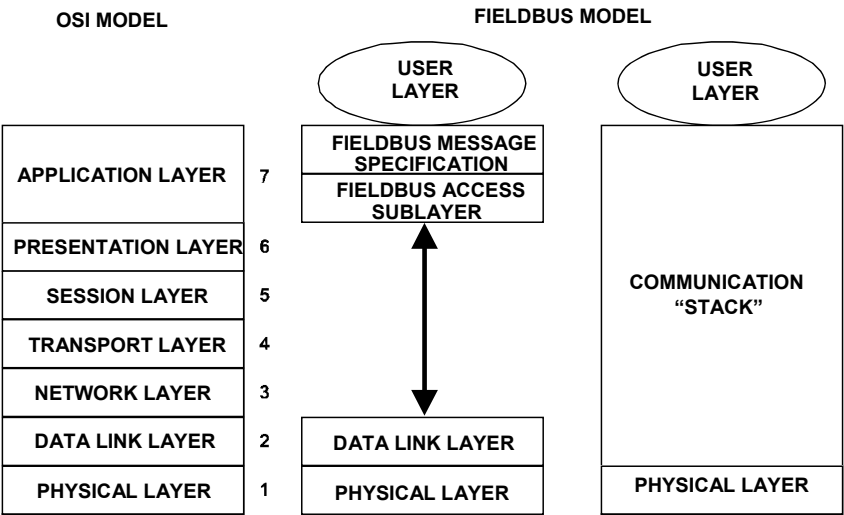 OSI MODEL
FIELDBUS MODEL
USER
LAYER
USER
LAYER
APPLICATION LAYER
7
FIELDBUS MESSAGE
SPECIFICATION
FIELDBUS ACCESS
SUBLAYER
PRESENTATION LAYER
6
SESSION LAYER
5
TRANSPORT LAYER
4
NETWORK LAYER
3
DATA LINK LAYER
2
DATA LINK LAYER
PHYSICAL LAYER
1
PHYSICAL LAYER
COMMUNICATION
“STACK”
PHYSICAL LAYER